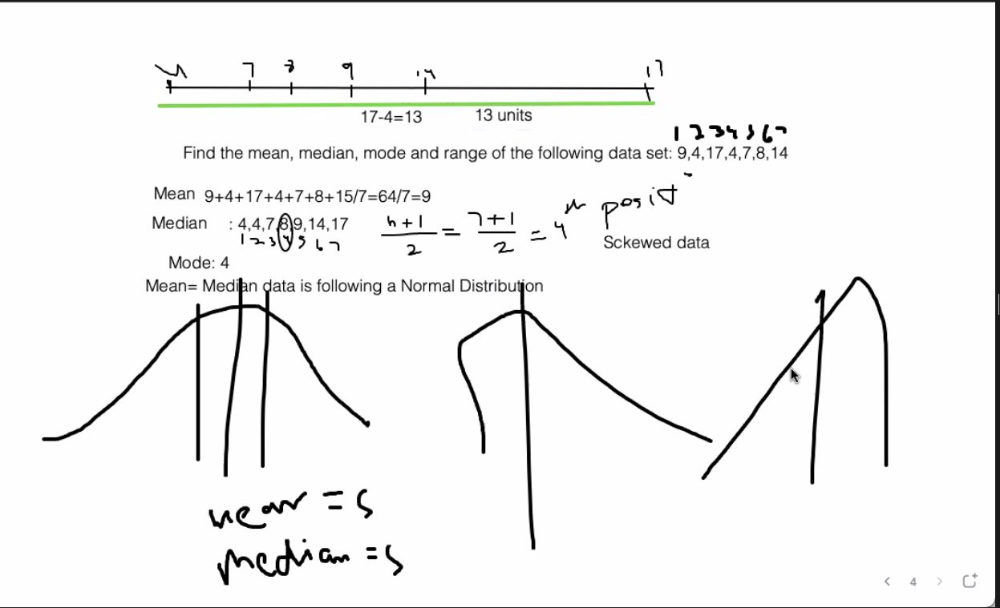 4 7 8 9 14 17
17-4=13 13 units
1 2 3 4 5 6 7
Find the mean, median, mode and range of the following data set: 9,4,17,4,7,8,14
Mean 9+4+17+4+7+8+15/7=64/7=9
Median : 4,4,7,8,9,14,17 n+1/2 = 7+1/2 = 4th posit
1 2 3 4 5 6 7
Sckewed data
Mode: 4
Mean= Median data is following a Normal Distribution
mean = 5
median = 5
4